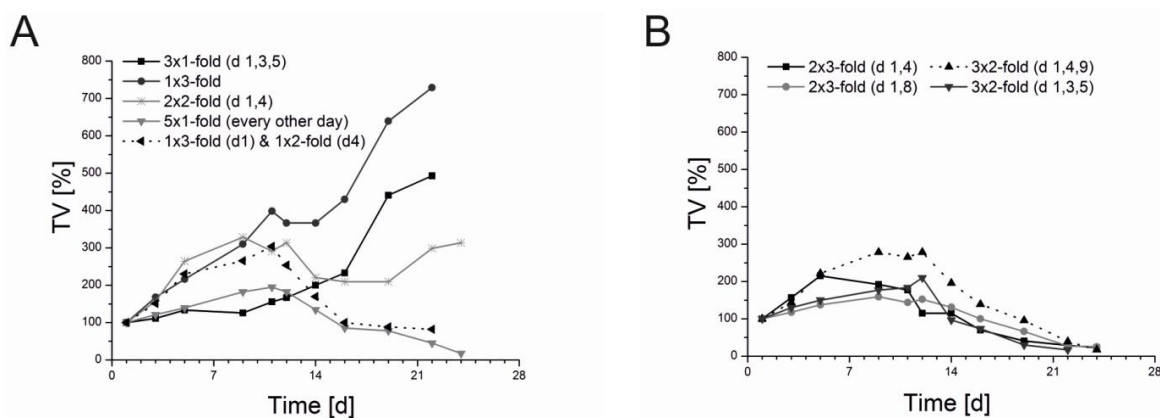 A
3x1-fold (d 1,3,5)
1x3-fold
2x2-fold (d 1,4)
5x1-fold (every other day)
1x3-fold (d1) & 1x2-fold (d4)
TV [%]
800
700
600
500
400
300
200
100
0
0
7
14
21
28
Time [d]
B
2x3-fold (d 1,4)
3x2-fold (d 1,4,9)
2x3-fold (d 1,8)
3x2-fold (d 1,3,5)
TV [%]
800
700
600
500
400
300
200
100
0
0
7
14
21
28
Time [d]